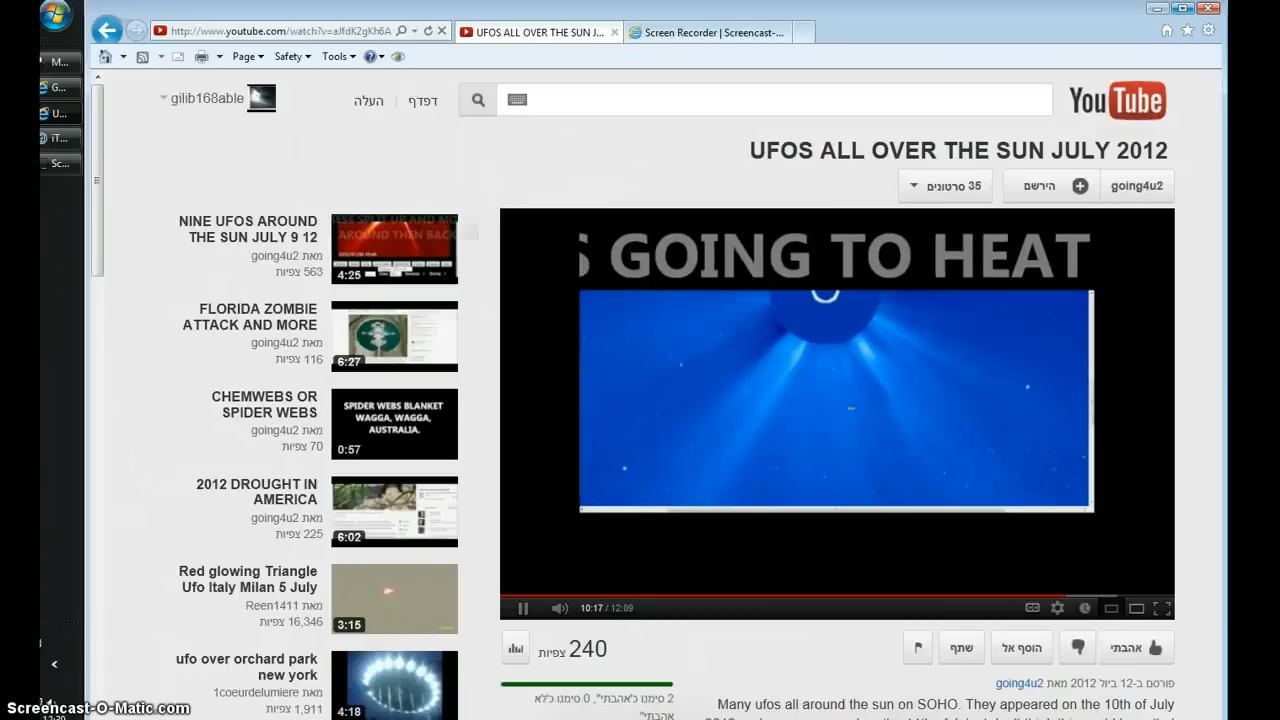 http://www.youtube.com/watch?v=aJfdK2gKh6A
UFOS ALL OVER THE SUN J...
Screen Recorder | Screencast-...
Page
Safety
Tools
M...
G...
U...
iT...
Sc...
gilib168able
העלה
דפדף
YouTube
UFOS ALL OVER THE SUN JULY 2012
35 סרטונים
הירשם
going4u2
NINE UFOS AROUND
THE SUN JULY 9 12
מאת going4u2
563 צפיות
4:25
FLORIDA ZOMBIE
ATTACK AND MORE
מאת going4u2
116 צפיות
6:27
CHEMWEBS OR
SPIDER WEBS
מאת going4u2
70 צפיות
SPIDER WEBS BLANKET
WAGGA, WAGGA,
AUSTRALIA.
0:57
2012 DROUGHT IN
AMERICA
מאת going4u2
225 צפיות
6:02
Red glowing Triangle
Ufo Italy Milan 5 July
מאת Reen1411
16,346 צפיות
3:15
ufo over orchard park
new york
מאת 1coeurdelumiere
1,911 צפיות
4:18
S GOING TO HEAT
10:17 / 12:09
CC
240 צפיות
שתף
הוסף אל
אהבתי
פורסם ב-12 ביול 2012 מאת going4u2
2 סימנו כ"אהבתי", 0 סימנו כ"לא
אהבתי"
Many ufos all around the sun on SOHO. They appeared on the 10th of July
Screencast-O-Matic.com